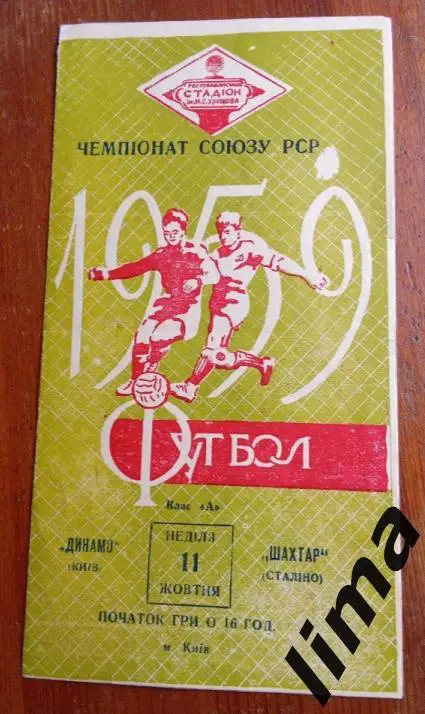 РЕСПУБЛІКАНСЬКИЙ
СТАДІОН
ім. М.С. ХРУЩОВА
ЧЕМПІОНАТ СОЮЗУ РСР
1959
ФУТБОЛ
Клас «А»
„ДИНАМО"
(КИЇВ)
НЕДІЛЯ
11
ЖОВТНЯ
„ШАХТАР"
(СТАЛІНО)
ПОЧАТОК ГРИ О 16 ГОД.
м. Київ
lima